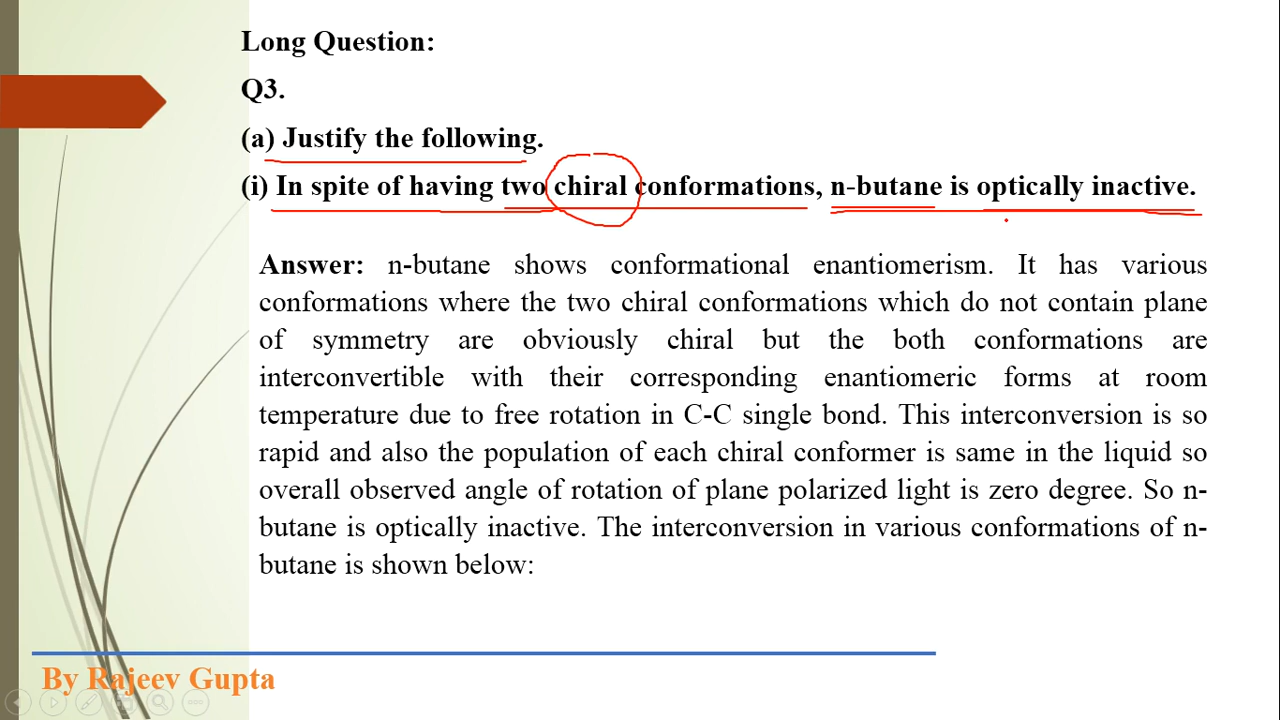 Long Question:
Q3.
(a) Justify the following.
(i) In spite of having two chiral conformations, n-butane is optically inactive.
Answer: n-butane shows conformational enantiomerism. It has various
conformations where the two chiral conformations which do not contain plane
of symmetry are obviously chiral but the both conformations are
interconvertible with their corresponding enantiomeric forms at room
temperature due to free rotation in C-C single bond. This interconversion is so
rapid and also the population of each chiral conformer is same in the liquid so
overall observed angle of rotation of plane polarized light is zero degree. So n-
butane is optically inactive. The interconversion in various conformations of n-
butane is shown below:
By Rajeev Gupta